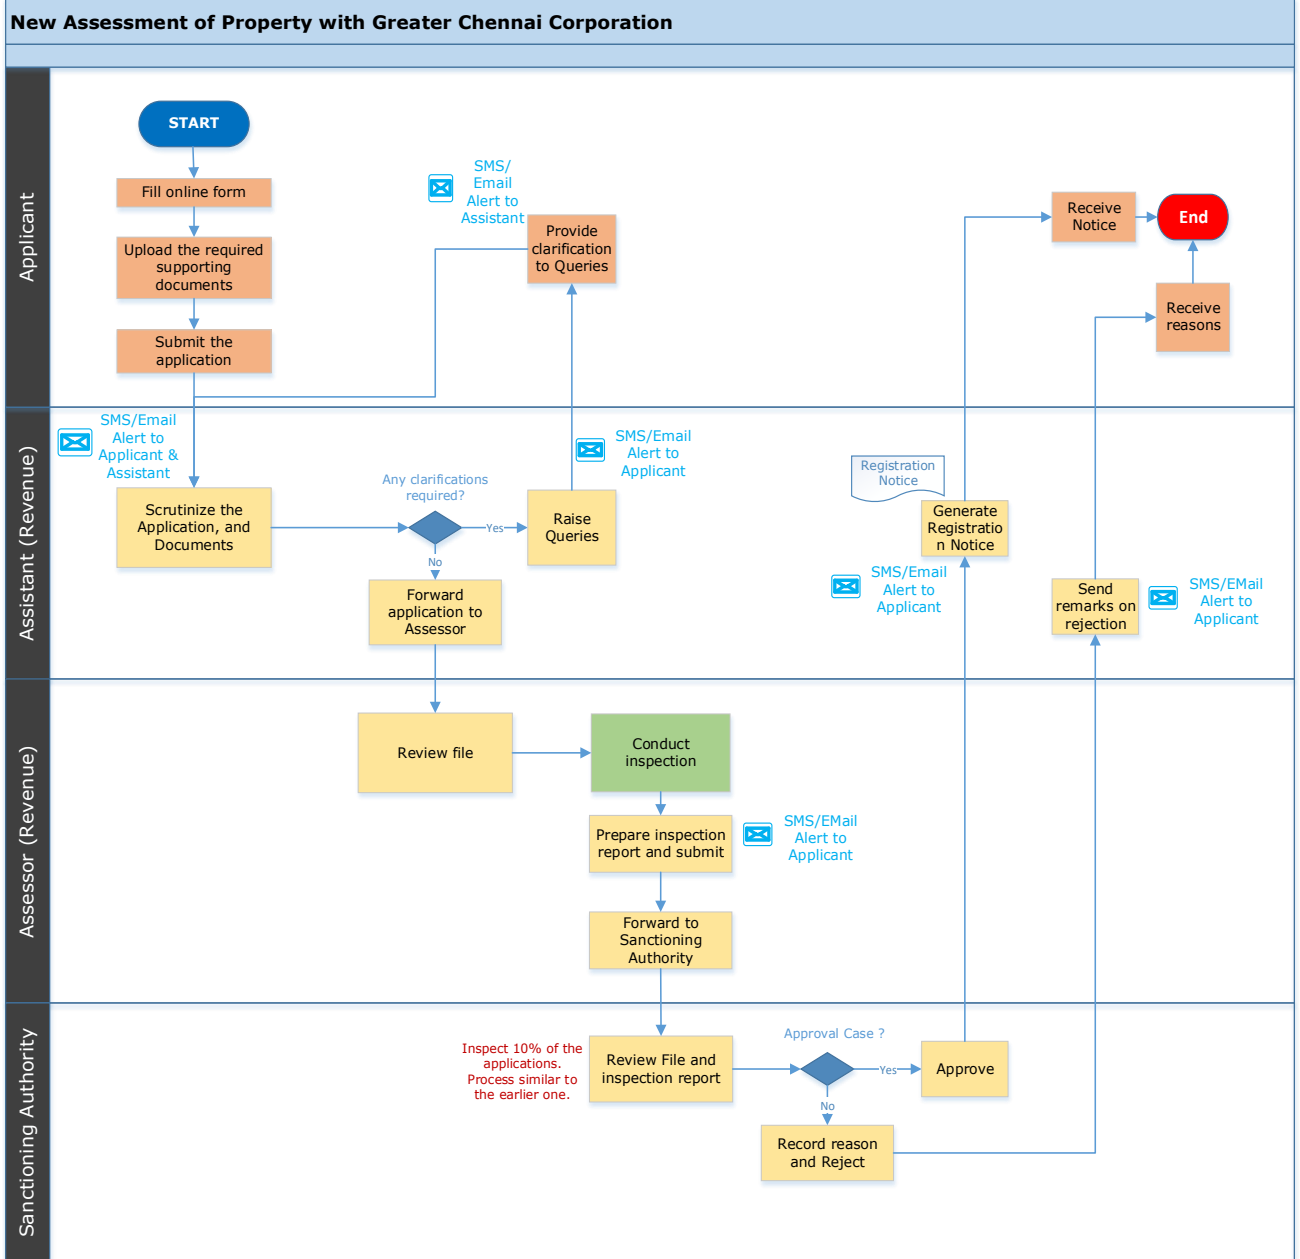 New Assessment of Property with Greater Chennai Corporation
Applicant
START
Fill online form
Upload the required
supporting
documents
Submit the
application
SMS/
Email
Alert to
Assistant
Provide
clarification
to Queries
Receive
Notice
End
Receive
reasons
Assistant (Revenue)
SMS/Email
Alert to
Applicant &
Assistant
Scrutinize the
Application, and
Documents
Any clarifications
required?
Yes
No
Raise
Queries
SMS/Email
Alert to
Applicant
Forward
application to
Assessor
Registration
Notice
Generate
Registratio
n Notice
SMS/Email
Alert to
Applicant
Send
remarks on
rejection
SMS/EMail
Alert to
Applicant
Assessor (Revenue)
Review file
Conduct
inspection
Prepare inspection
report and submit
SMS/EMail
Alert to
Applicant
Forward to
Sanctioning
Authority
Sanctioning Authority
Inspect 10% of the
applications.
Process similar to
the earlier one.
Review File and
inspection report
Approval Case ?
Yes
No
Approve
Record reason
and Reject